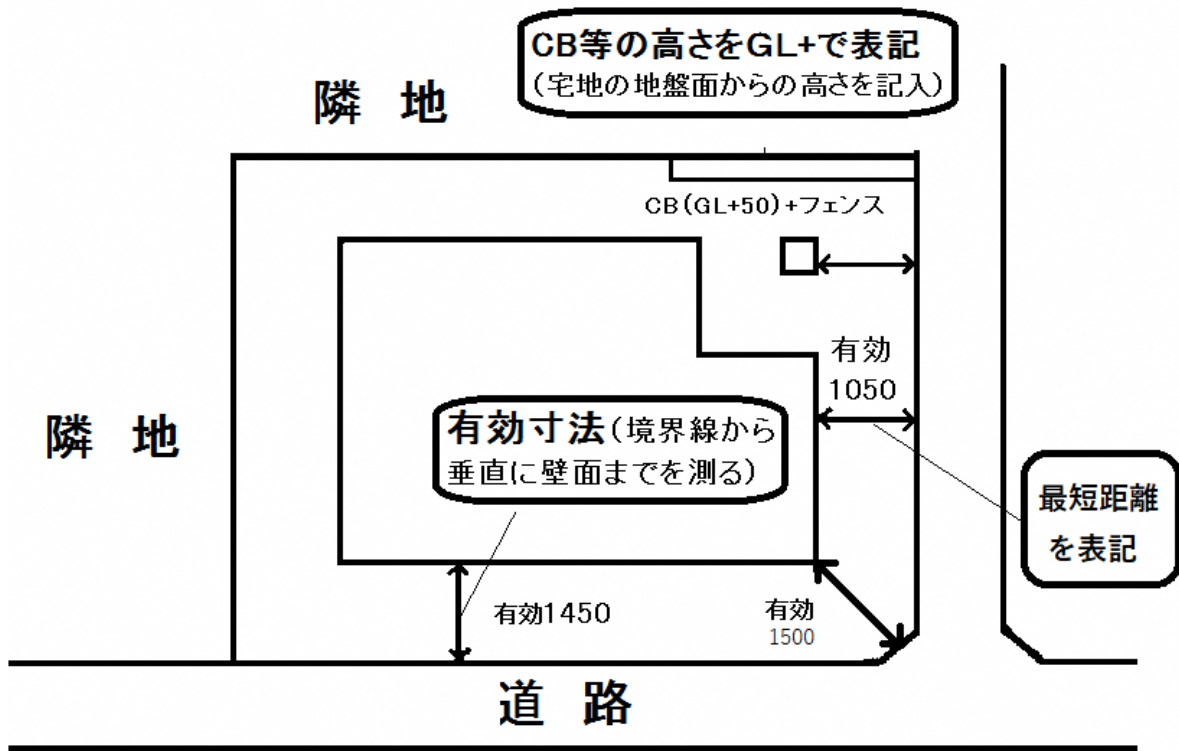 CB等の高さをGL+で表記
(宅地の地盤面からの高さを記入)
隣 地
CB(GL+50)+フェンス
有効
1050
隣 地
有効寸法(境界線から
垂直に壁面までを測る)
最短距離
を表記
有効1450
有効
1500
道 路